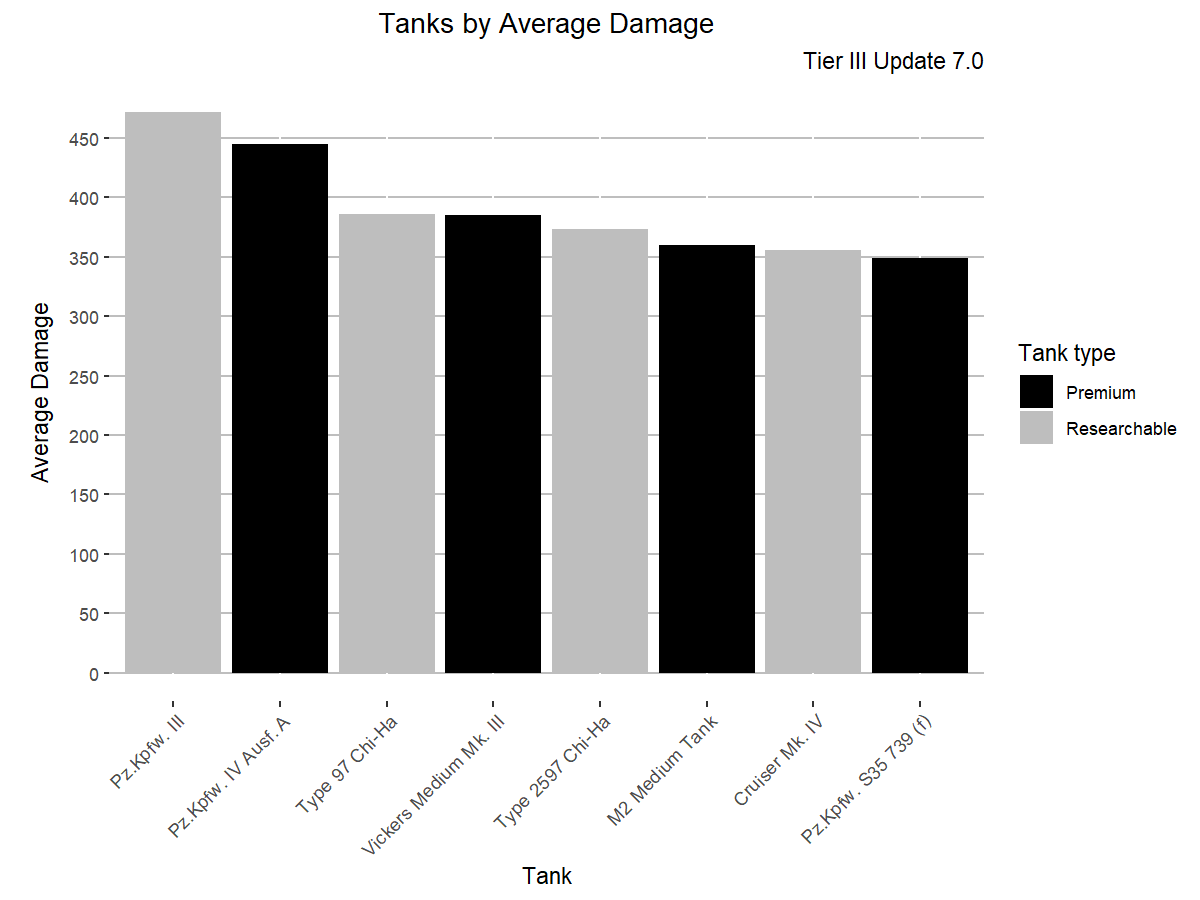 Tanks by Average Damage
Tier III Update 7.0
Average Damage
450
400
350
300
250
200
150
100
50
0
Pz.Kpfw. III
Pz.Kpfw. IV Ausf. A
Type 97 Chi-Ha
Vickers Medium Mk. III
Type 2597 Chi-Ha
M2 Medium Tank
Cruiser Mk. IV
Pz.Kpfw. S35 739 (f)
Tank
Tank type
Premium
Researchable